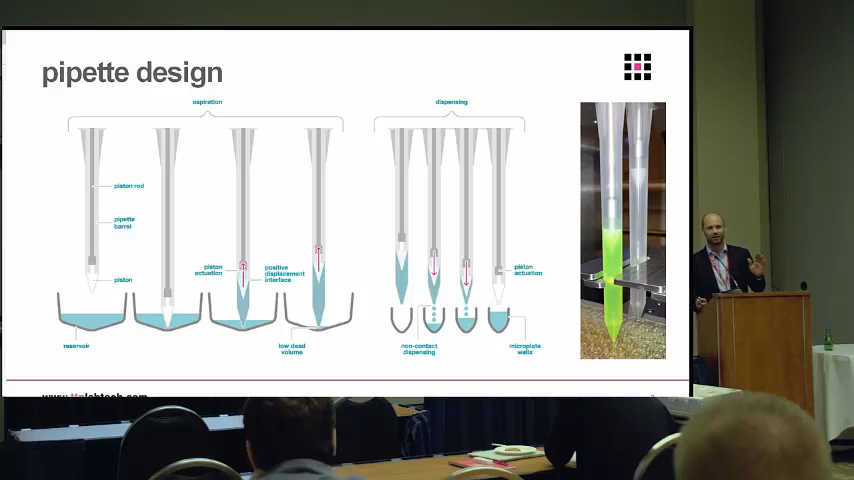 pipette design
aspiration
dispensing
piston rod
pipette
barrel
piston
piston
actuation
positive
displacement
interface
piston
actuation
reservoir
low dead
volume
non-contact
dispensing
microplate
wells